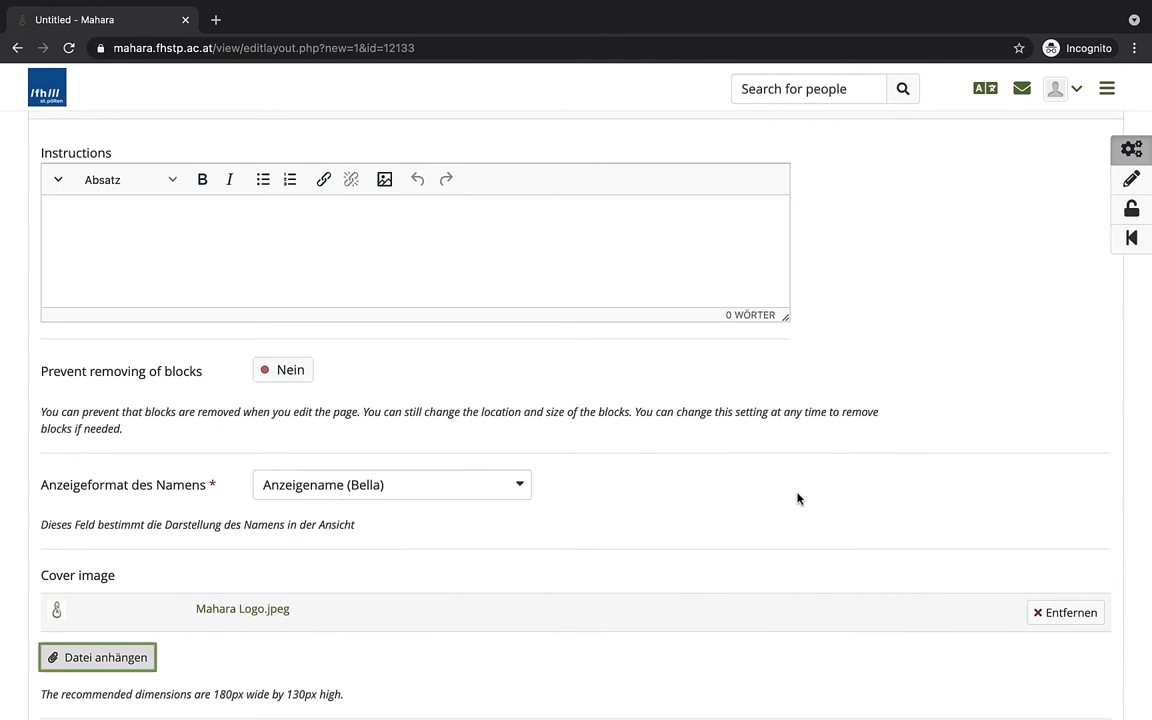 Untitled - Mahara
mahara.fhstp.ac.at/view/editlayout.php?new=1&id=12133
Incognito
/fh///
st.pölten
Search for people
Instructions
Absatz
B I
0 WÖRTER
Prevent removing of blocks
Nein
You can prevent that blocks are removed when you edit the page. You can still change the location and size of the blocks. You can change this setting at any time to remove
blocks if needed.
Anzeigeformat des Namens *
Anzeigename (Bella)
Dieses Feld bestimmt die Darstellung des Namens in der Ansicht
Cover image
Mahara Logo.jpeg
Entfernen
Datei anhängen
The recommended dimensions are 180px wide by 130px high.